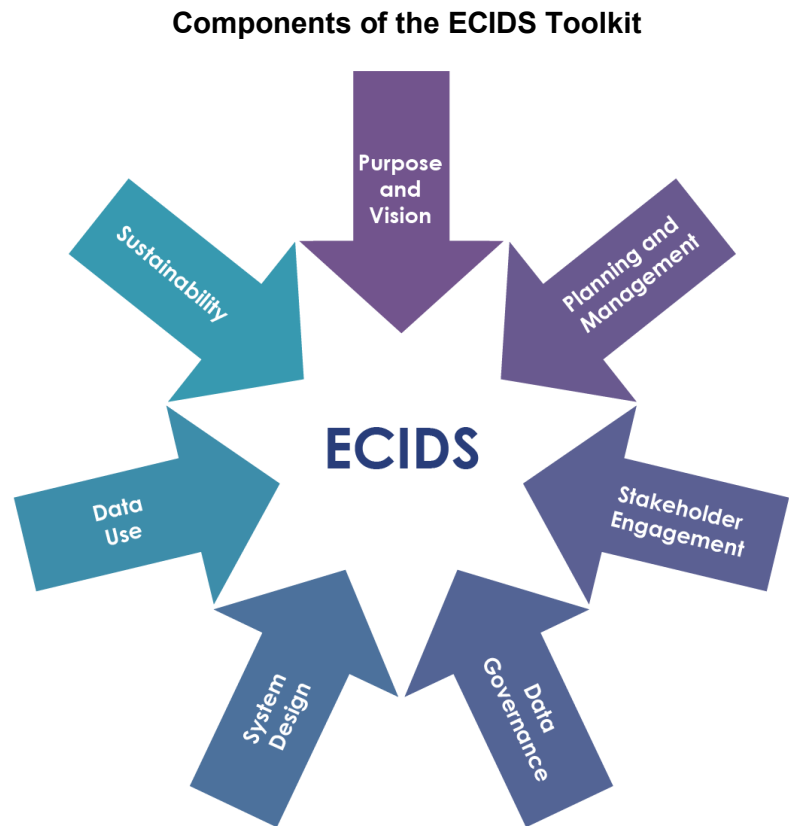 Components of the ECIDS Toolkit
Purpose
and
Vision
Planning and
Management
Stakeholder
Engagement
Data
Governance
System
Design
Data
Use
Sustainability
ECIDS